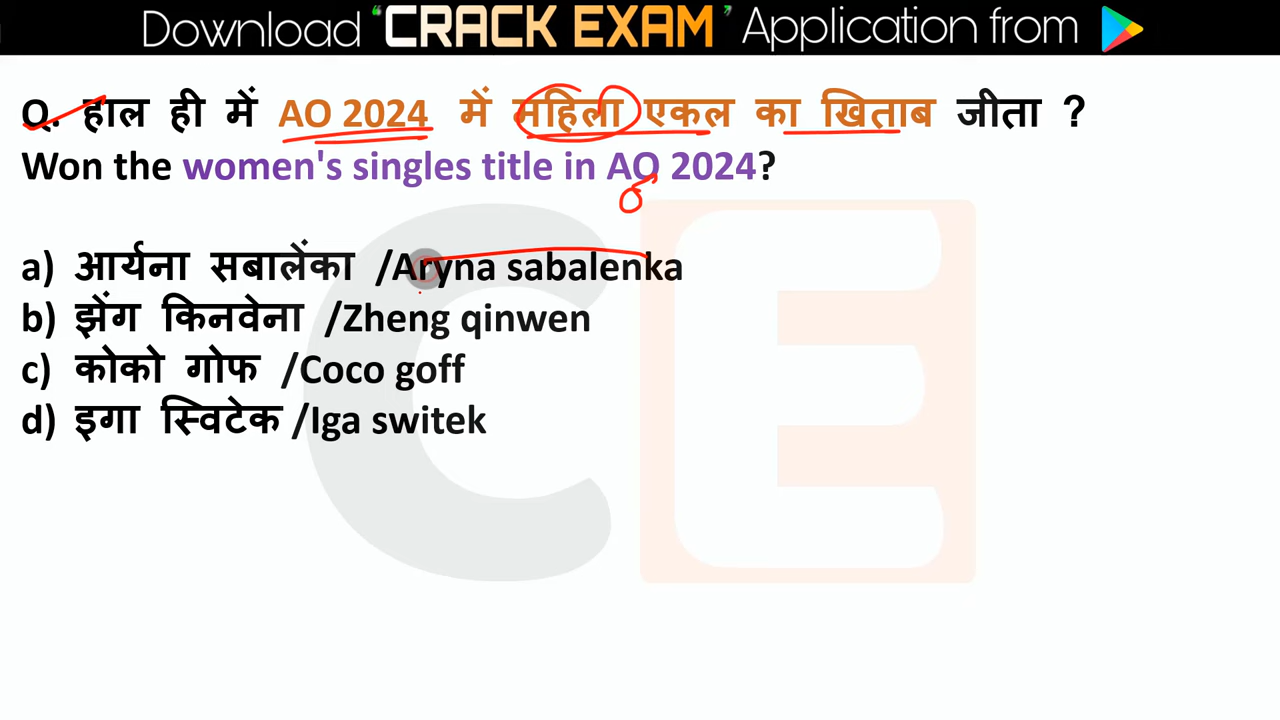 Download “CRACK EXAM” Application from
Q. हाल ही में AO 2024 में महिला एकल का खिताब जीता ?
Won the women's singles title in AO 2024?
a) आर्यना सबालेंका /Aryna sabalenka
b) झेंग किनवेना /Zheng qinwen
c) कोको गोफ /Coco goff
d) इगा स्विटेक /Iga switek
CE